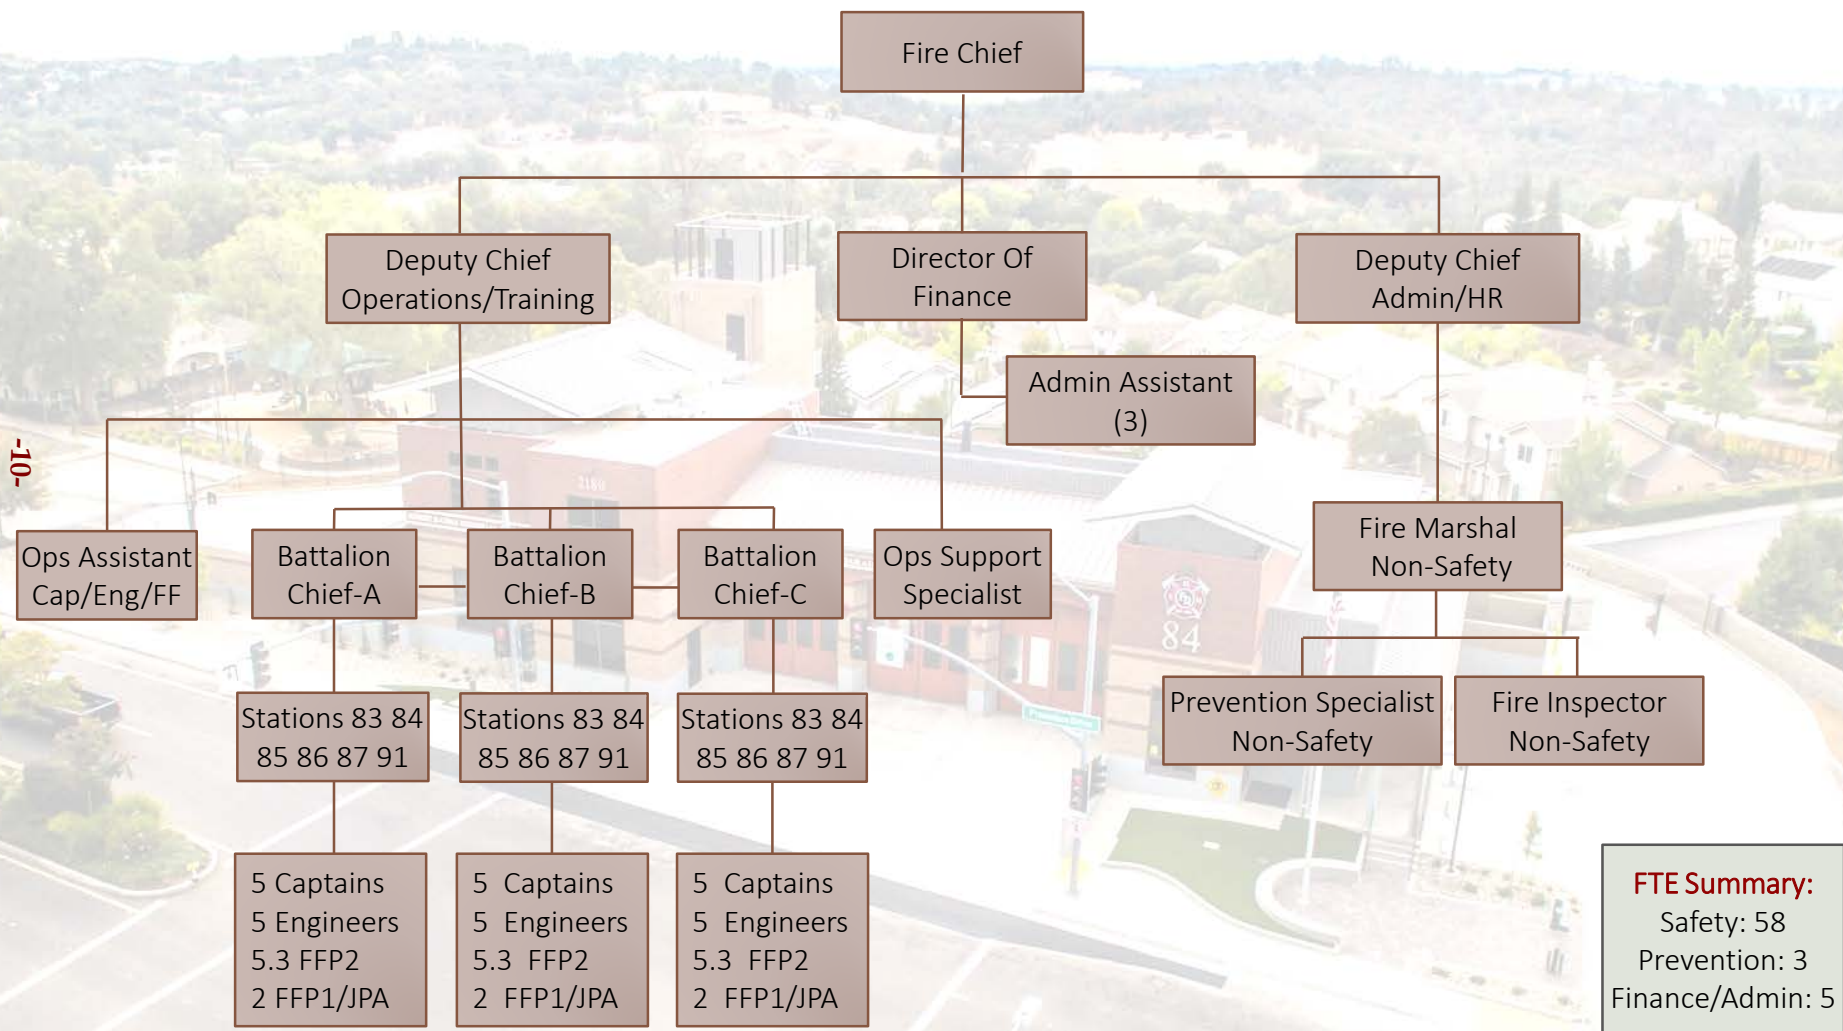 Fire Chief
Deputy Chief
Operations/Training
Director Of
Finance
Deputy Chief
Admin/HR
Admin Assistant
(3)
-10-
Ops Assistant
Cap/Eng/FF
Battalion
Chief-A
Battalion
Chief-B
Battalion
Chief-C
Ops Support
Specialist
Fire Marshal
Non-Safety
2180
84
Stations 83 84
85 86 87 91
Stations 83 84
85 86 87 91
Stations 83 84
85 86 87 91
Prevention Specialist
Non-Safety
Fire Inspector
Non-Safety
5 Captains
5 Engineers
5.3 FFP2
2 FFP1/JPA
5 Captains
5 Engineers
5.3 FFP2
2 FFP1/JPA
5 Captains
5 Engineers
5.3 FFP2
2 FFP1/JPA
FTE Summary:
Safety: 58
Prevention: 3
Finance/Admin: 5